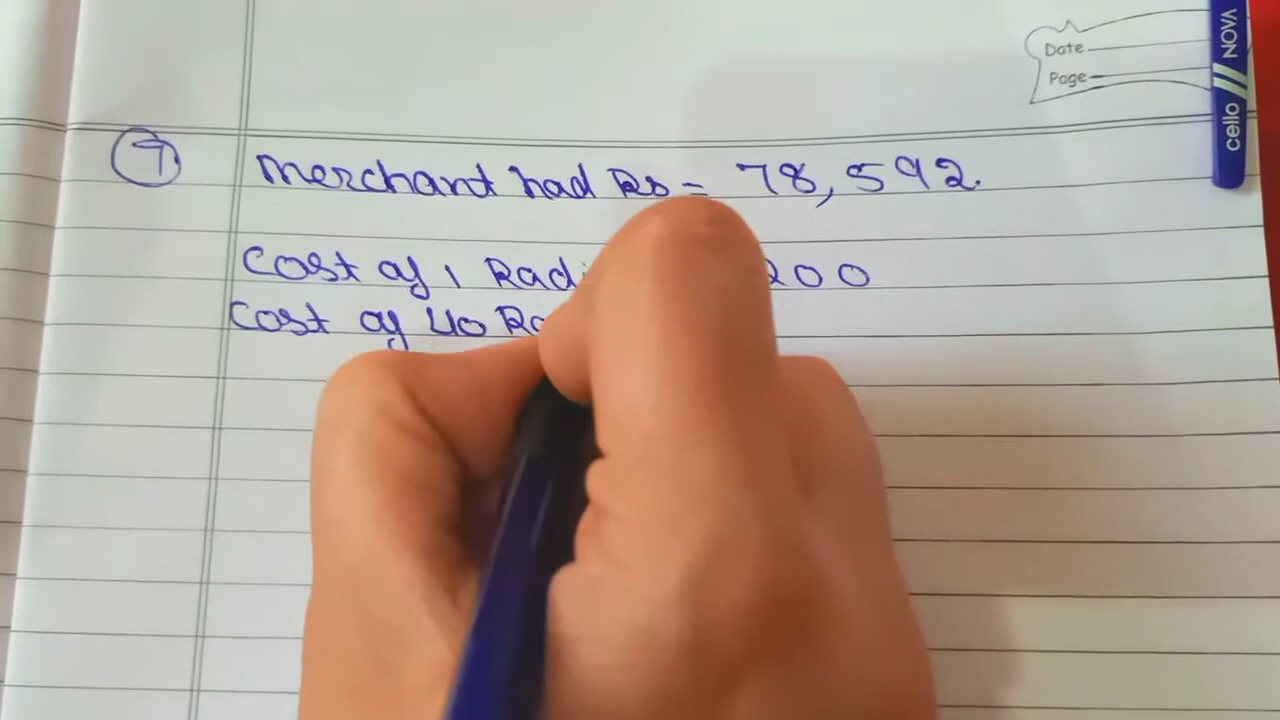 Date
Page
cello NOVA
7 Merchant had Rs = 78,592.
Cost of 1 Radi 200
Cost of 40 Ra